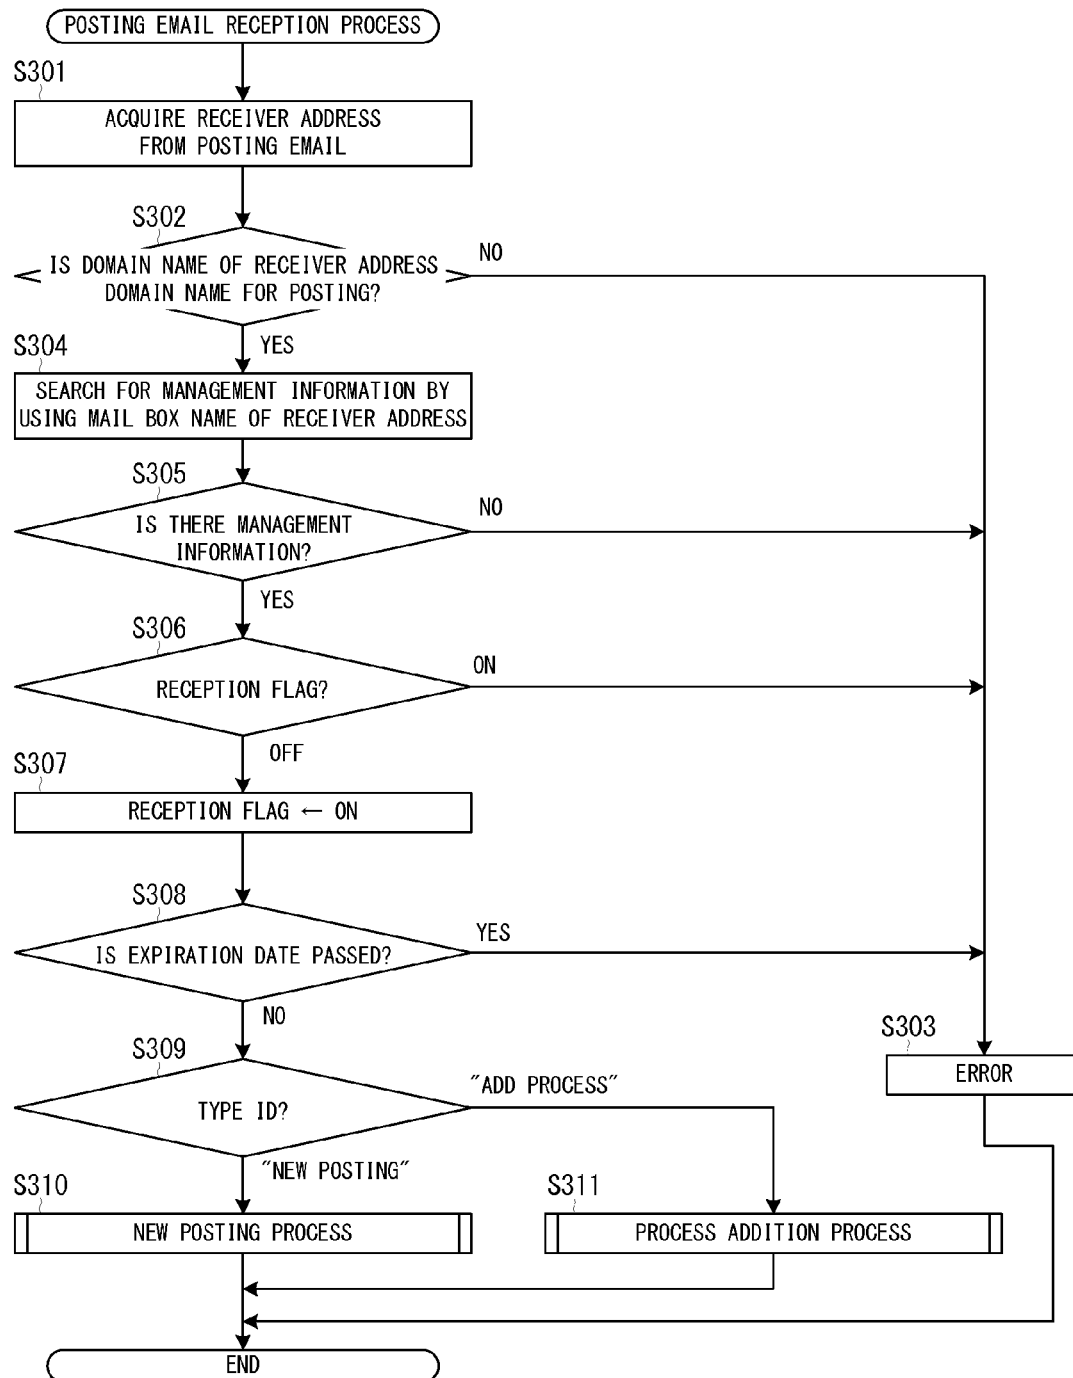 POSTING EMAIL RECEPTION PROCESS
S301
ACQUIRE RECEIVER ADDRESS
FROM POSTING EMAIL
S302
IS DOMAIN NAME OF RECEIVER ADDRESS
DOMAIN NAME FOR POSTING?
NO
YES
S304
SEARCH FOR MANAGEMENT INFORMATION BY
USING MAIL BOX NAME OF RECEIVER ADDRESS
S305
IS THERE MANAGEMENT
INFORMATION?
NO
YES
S306
RECEPTION FLAG?
ON
OFF
S307
RECEPTION FLAG ← ON
S308
IS EXPIRATION DATE PASSED?
YES
NO
S303
ERROR
S309
TYPE ID?
"ADD PROCESS"
"NEW POSTING"
S310
NEW POSTING PROCESS
S311
PROCESS ADDITION PROCESS
END